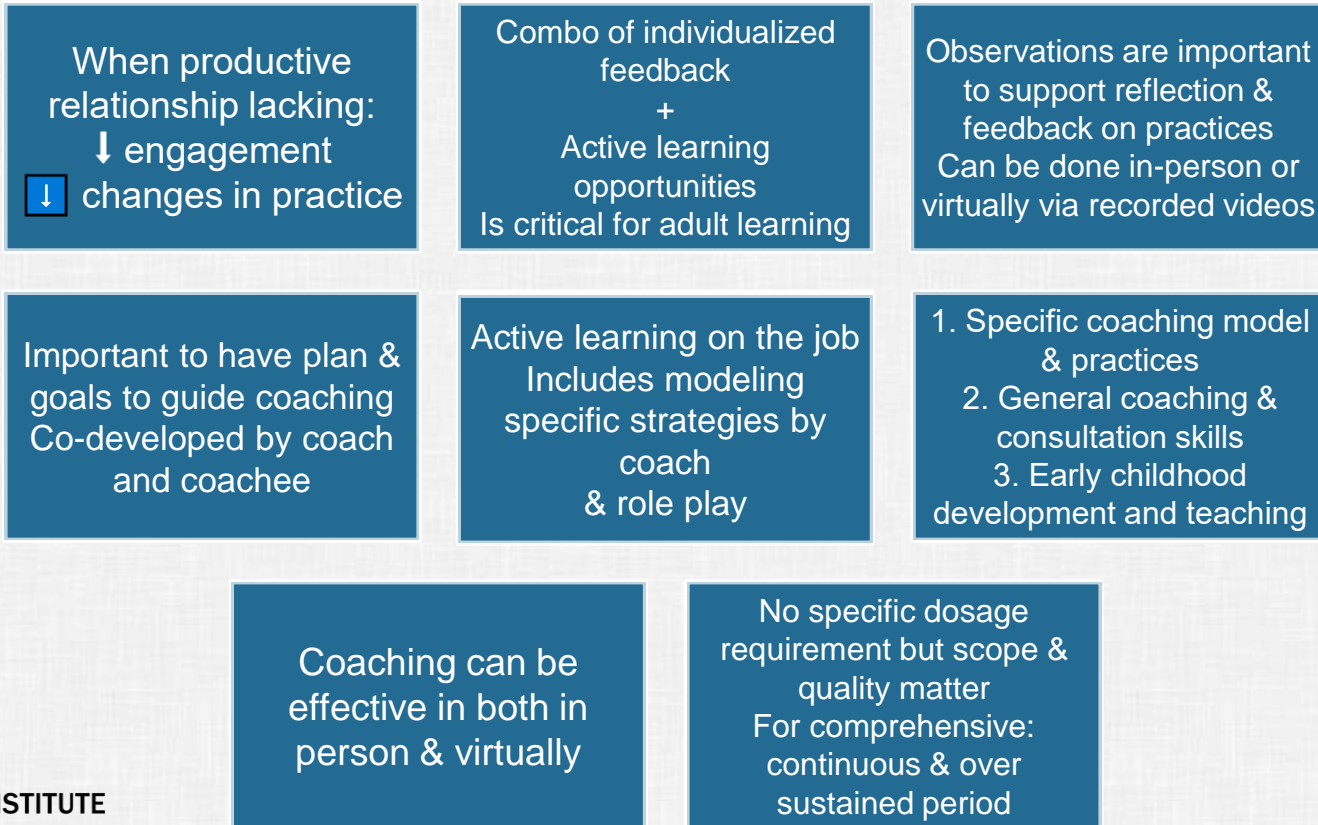 When productive
relationship lacking:
↓ engagement
↓ changes in practice
Combo of individualized
feedback
+
Active learning
opportunities
Is critical for adult learning
Observations are important
to support reflection &
feedback on practices
Can be done in-person or
virtually via recorded videos
Important to have plan &
goals to guide coaching
Co-developed by coach
and coachee
Active learning on the job
Includes modeling
specific strategies by
coach
& role play
1. Specific coaching model
& practices
2. General coaching &
consultation skills
3. Early childhood
development and teaching
Coaching can be
effective in both in
person & virtually
No specific dosage
requirement but scope &
quality matter
For comprehensive:
continuous & over
sustained period